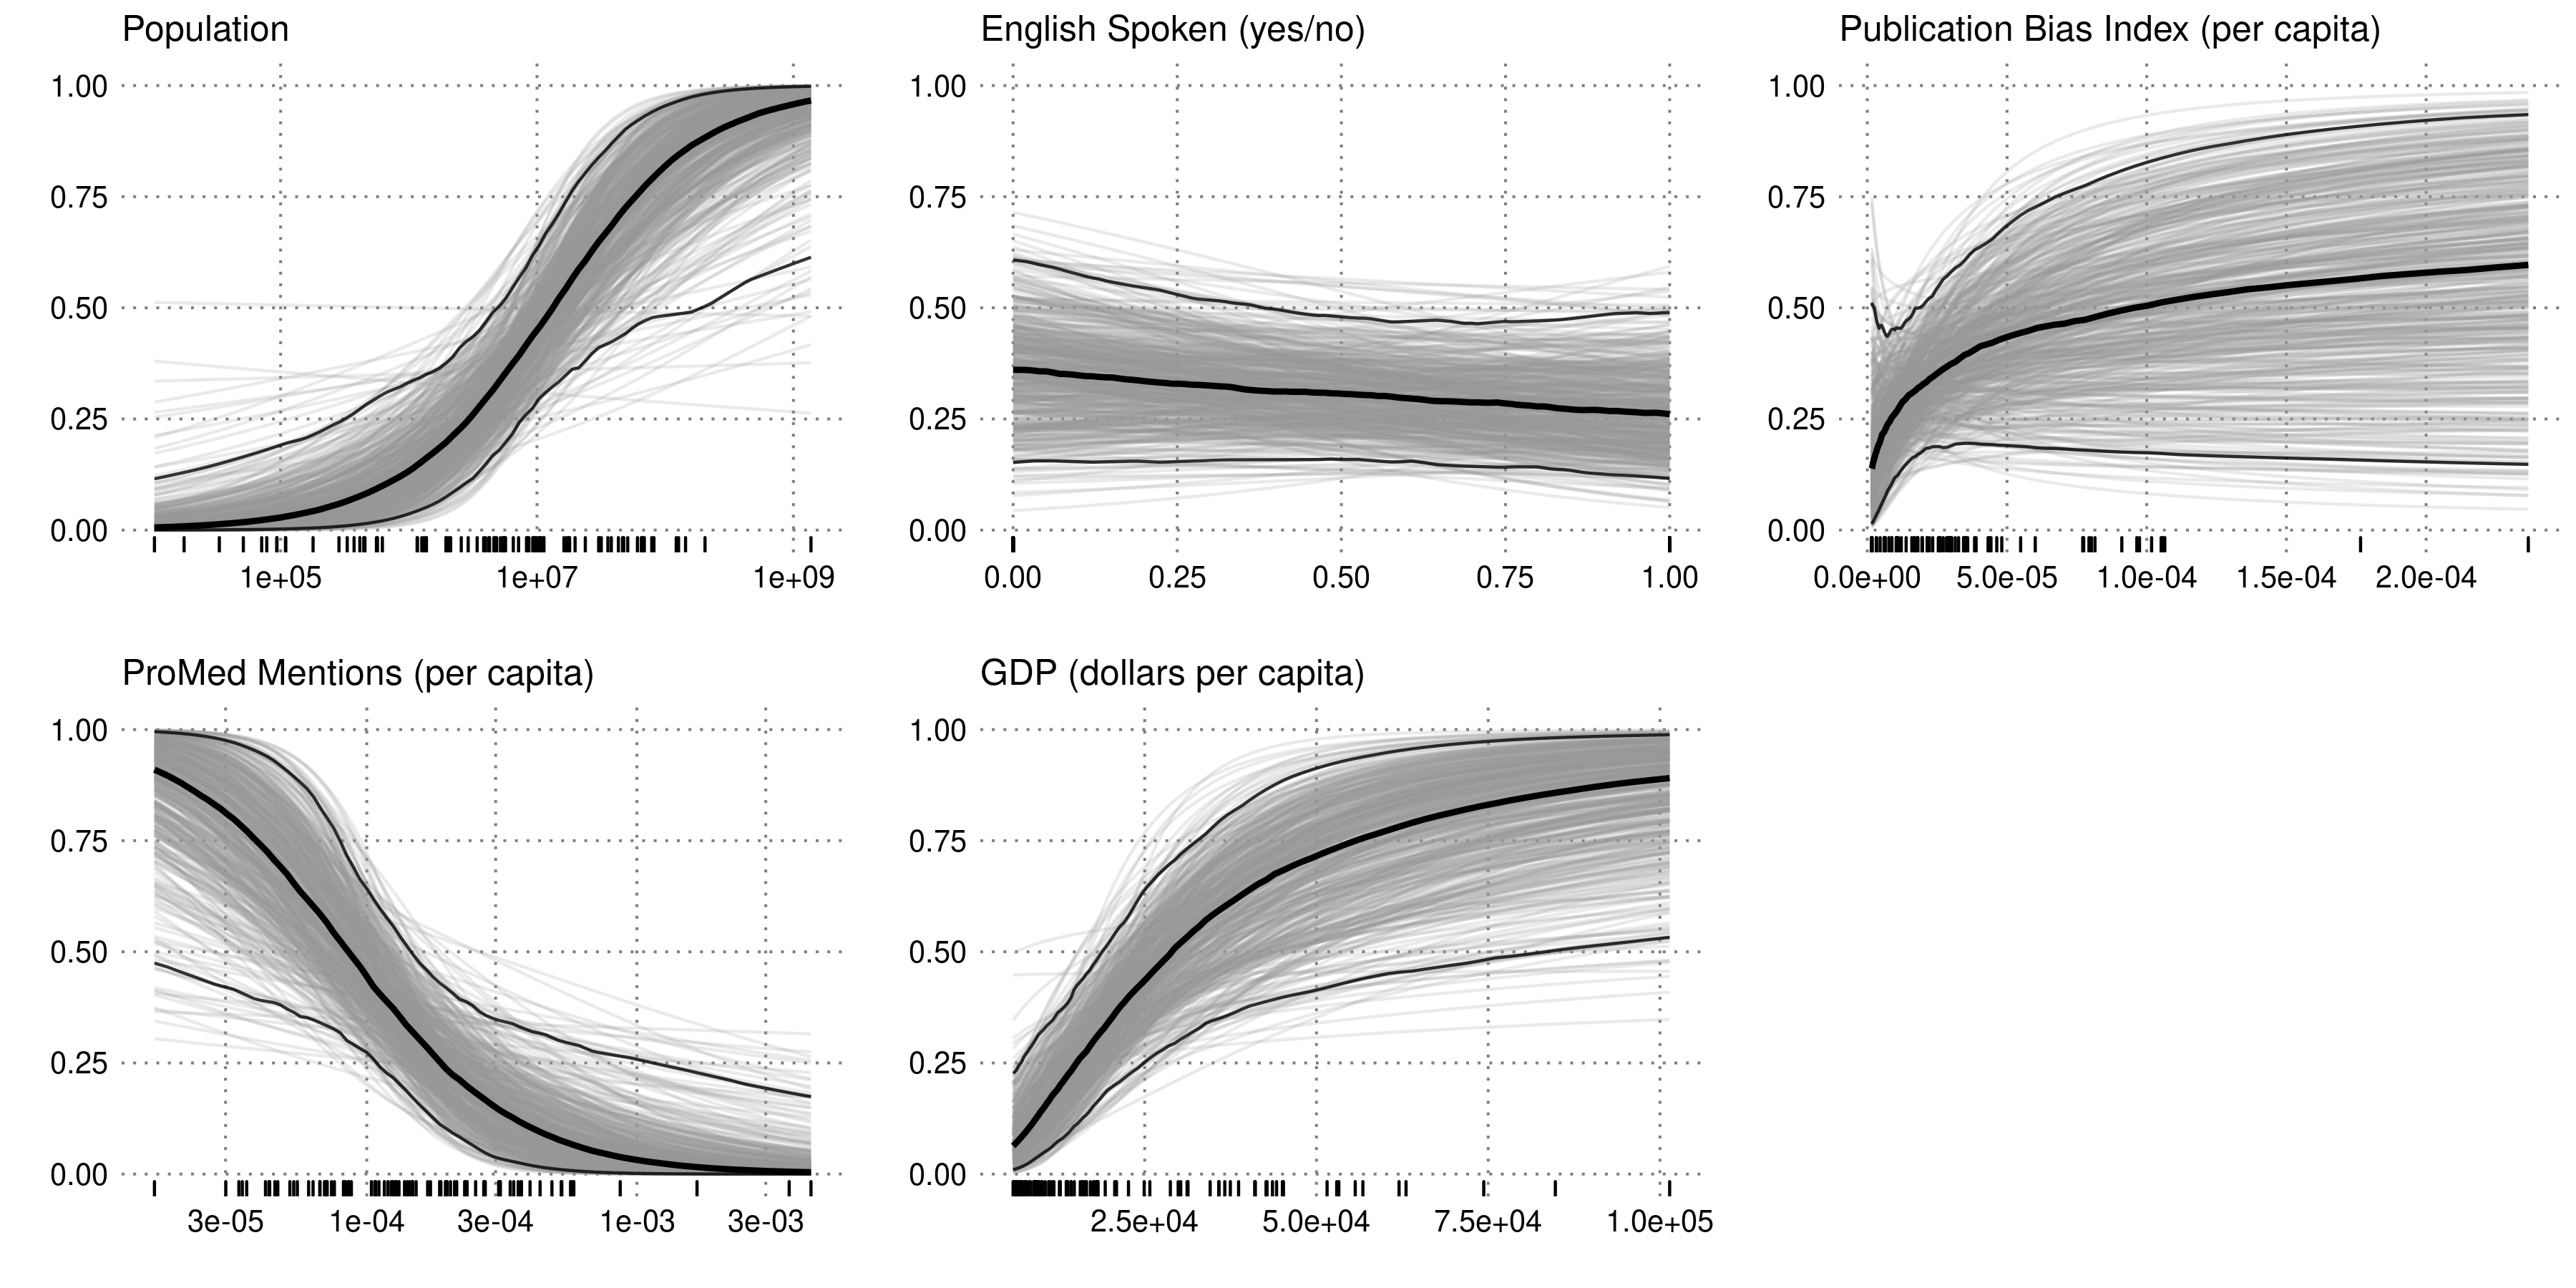 Population
English Spoken (yes/no)
Publication Bias Index (per capita)
1.00
0.75
0.50
0.25
0.00
1e+05 1e+07 1e+09
1.00
0.75
0.50
0.25
0.00
0.00 0.25 0.50 0.75 1.00
1.00
0.75
0.50
0.25
0.00
0.0e+00 5.0e-05 1.0e-04 1.5e-04 2.0e-04
ProMed Mentions (per capita)
GDP (dollars per capita)
1.00
0.75
0.50
0.25
0.00
3e-05 1e-04 3e-04 1e-03 3e-03
1.00
0.75
0.50
0.25
0.00
2.5e+04 5.0e+04 7.5e+04 1.0e+05